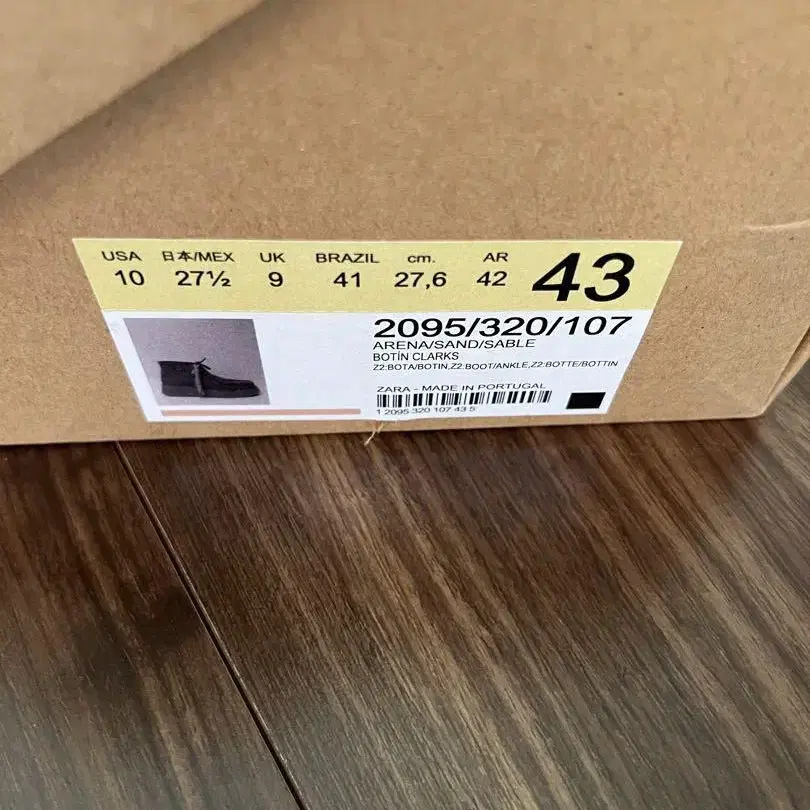 USA 日本/MEX UK BRAZIL cm. AR 43
10 27½ 9 41 27,6 42
2095/320/107
ARENA/SAND/SABLE
BOTÍN CLARKS
Z2:BOTA/BOTIN,Z2:BOOT/ANKLE,Z2:BOTTE/BOTTIN
ZARA - MADE IN PORTUGAL
1 2095 320 107 43 5